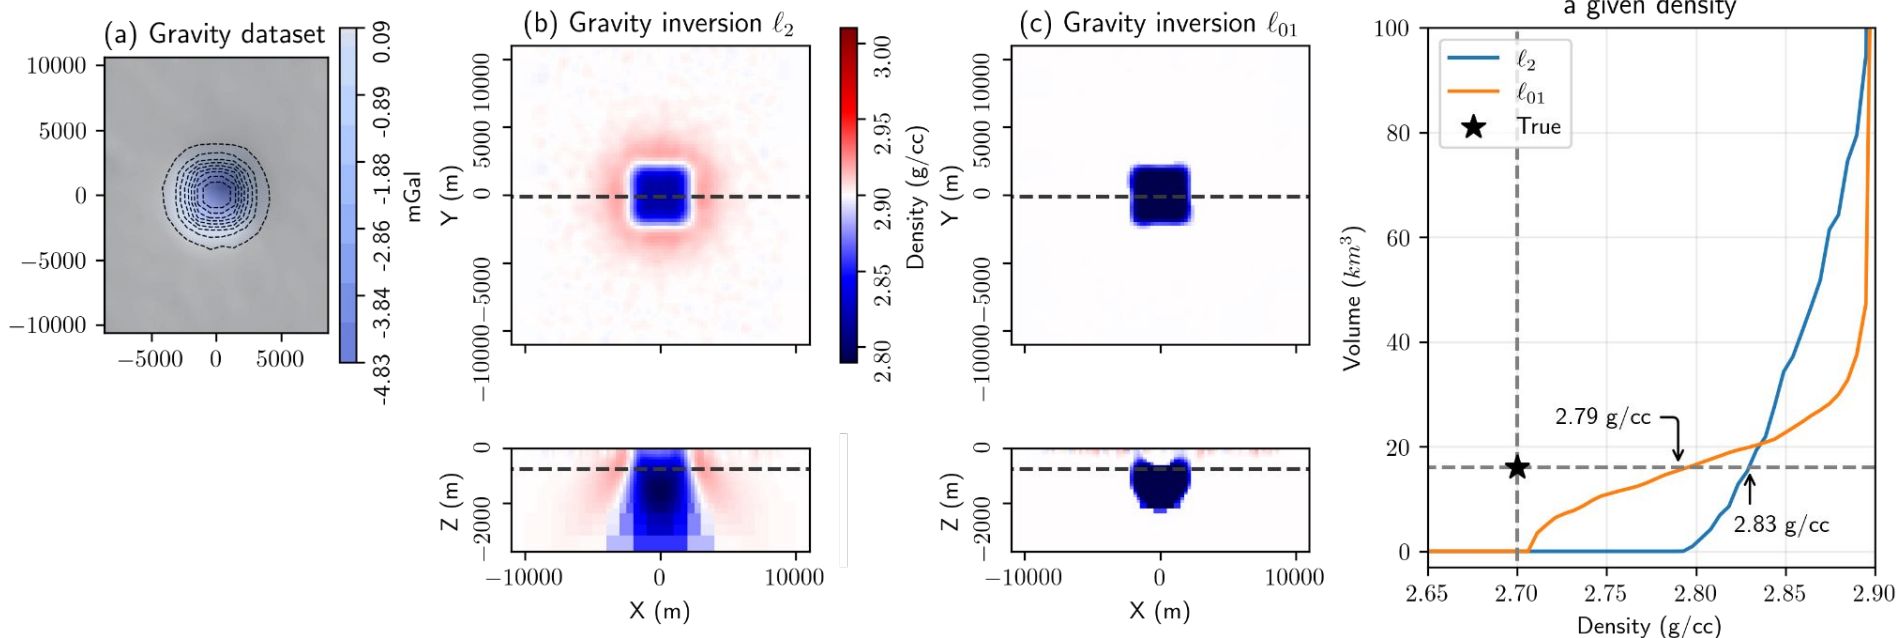 (a) Gravity dataset
10000
5000
0
−5000
−10000
−5000 0 5000
0.09
-0.89
-1.88
-2.86
-3.84
-4.83
mGal
(b) Gravity inversion ℓ2
10000
5000
0
−5000
−10000
Y (m)
3.00
2.95
2.90
2.85
2.80
Density (g/cc)
0
−2000
Z (m)
−10000 0 10000
X (m)
(c) Gravity inversion ℓ01
10000
5000
0
−5000
−10000
Y (m)
0
−2000
Z (m)
−10000 0 10000
X (m)
a given density
100
80
60
40
20
0
Volume (km³)
ℓ2
ℓ01
True
2.79 g/cc
2.83 g/cc
2.65 2.70 2.75 2.80 2.85 2.90
Density (g/cc)